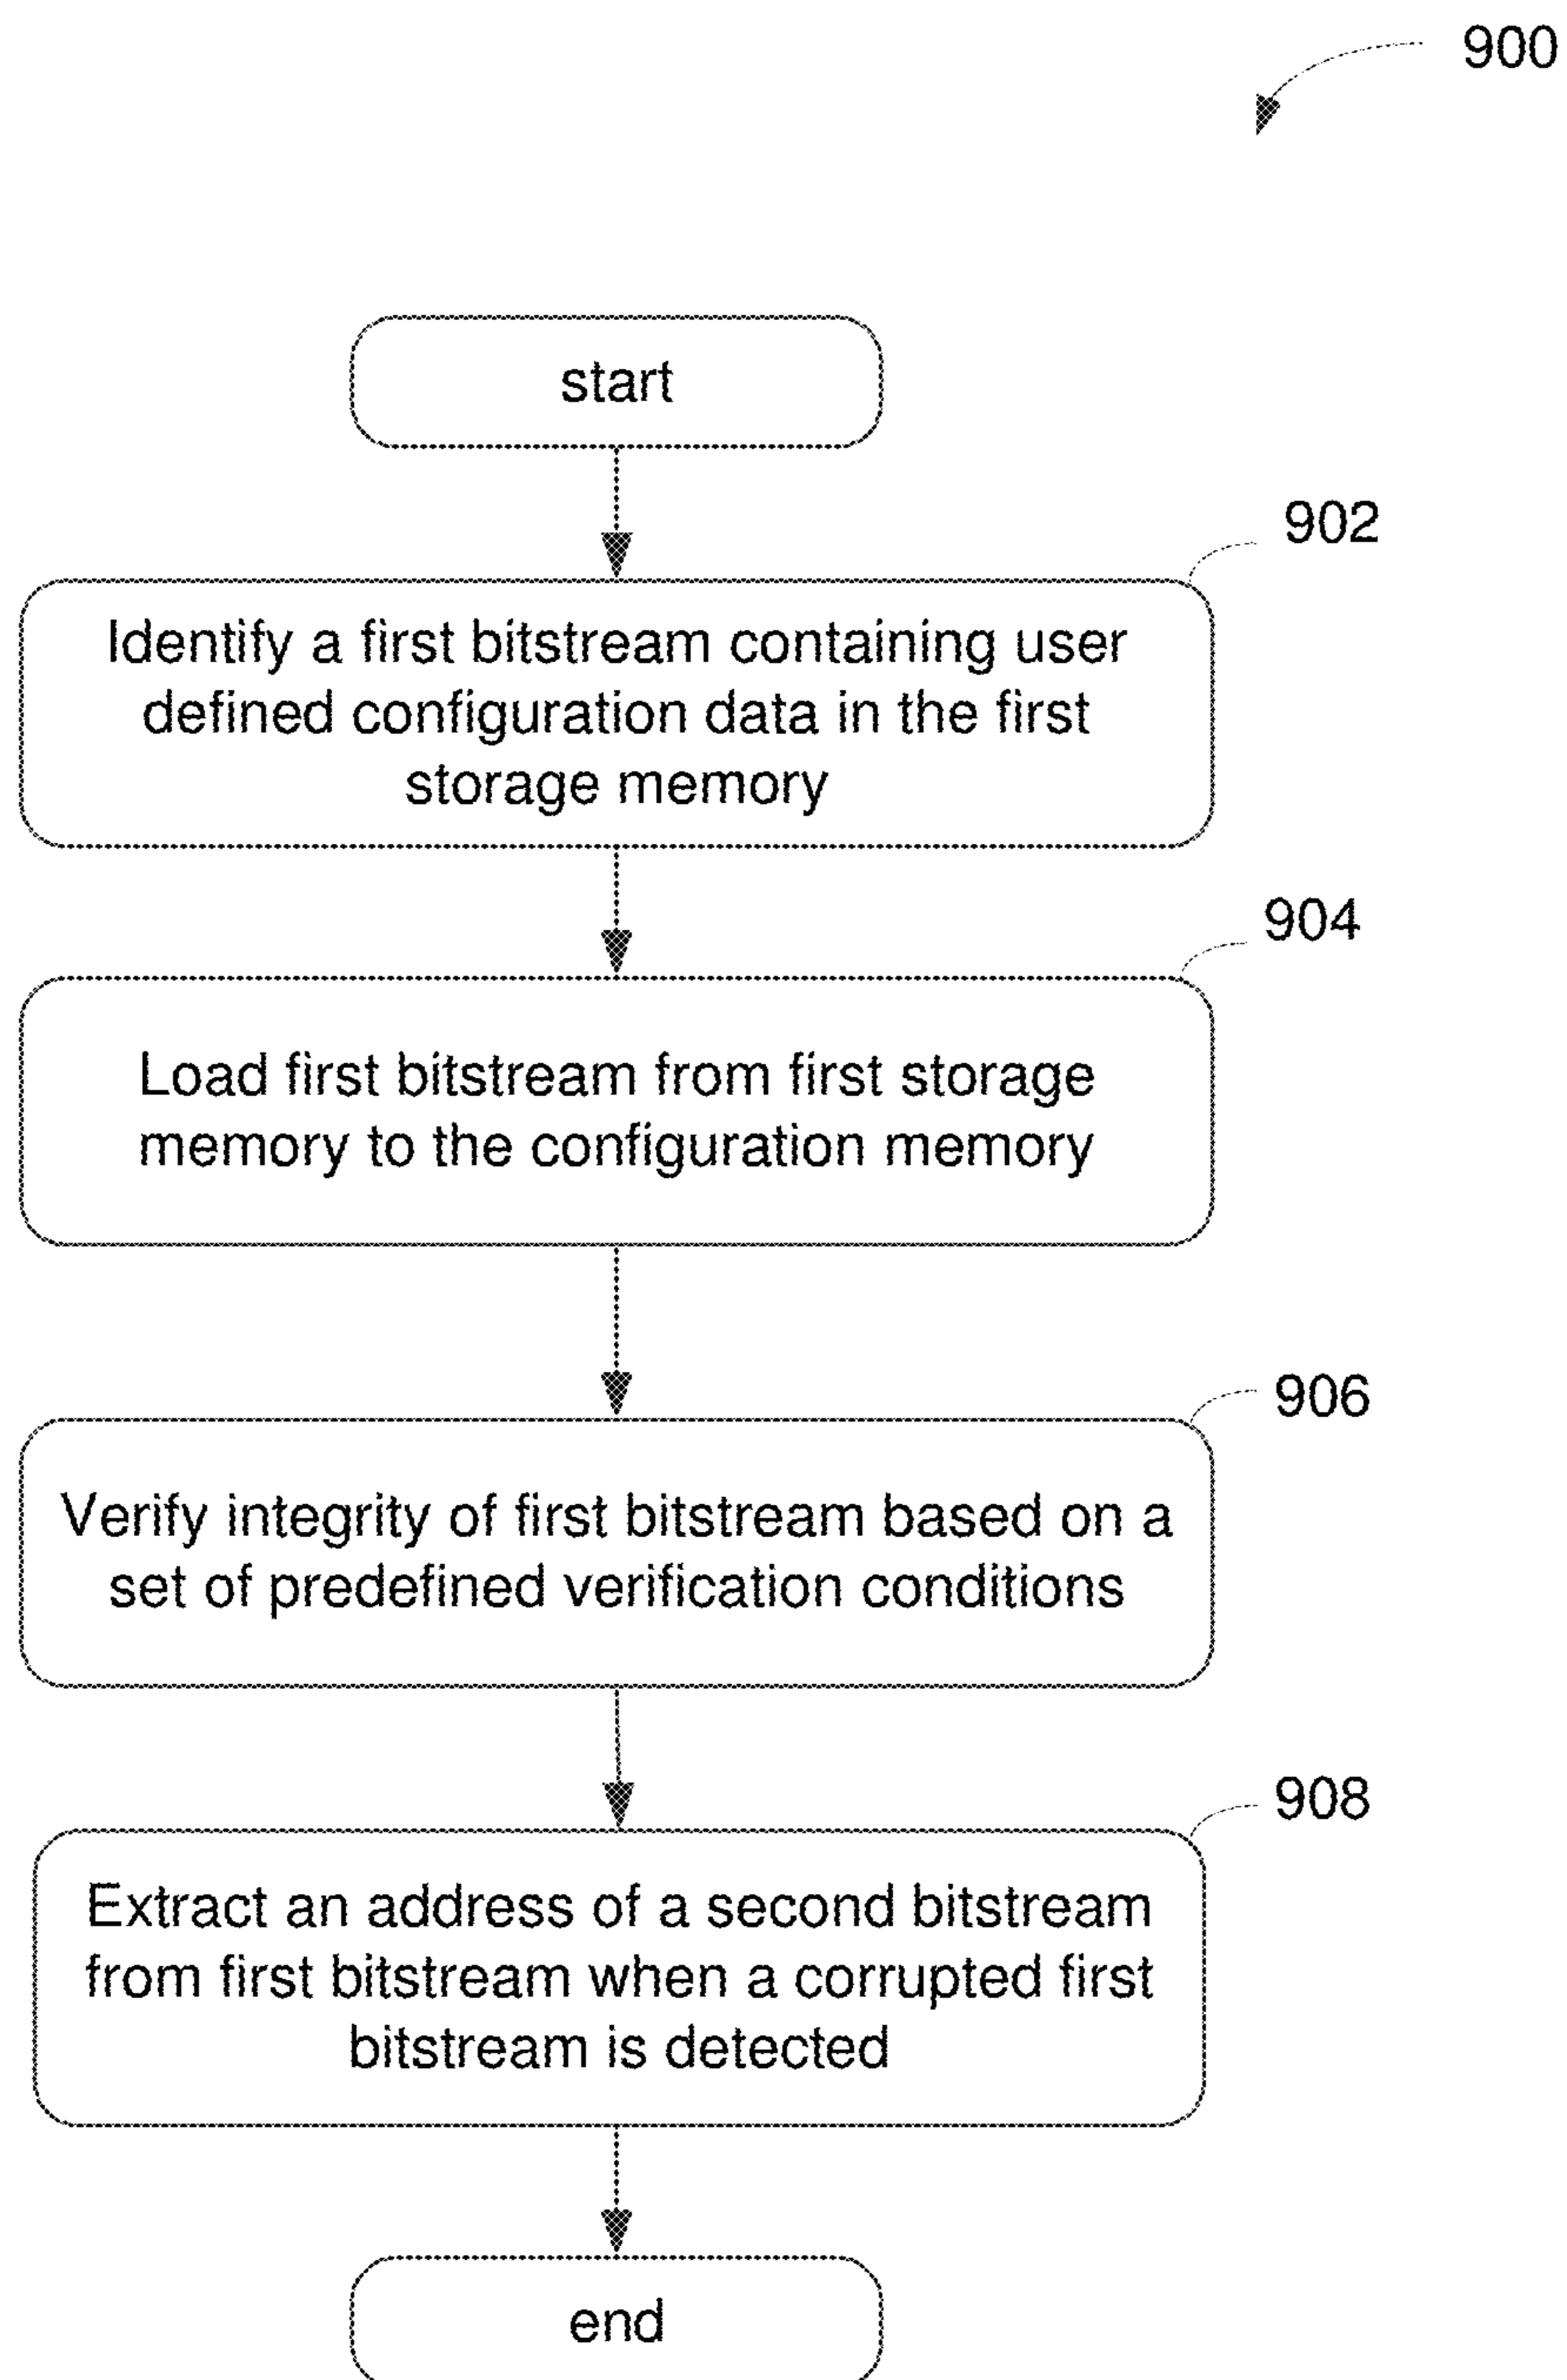 900
start
902
Identify a first bitstream containing user
defined configuration data in the first
storage memory
904
Load first bitstream from first storage
memory to the configuration memory
906
Verify integrity of first bitstream based on a
set of predefined verification conditions
908
Extract an address of a second bitstream
from first bitstream when a corrupted first
bitstream is detected
end